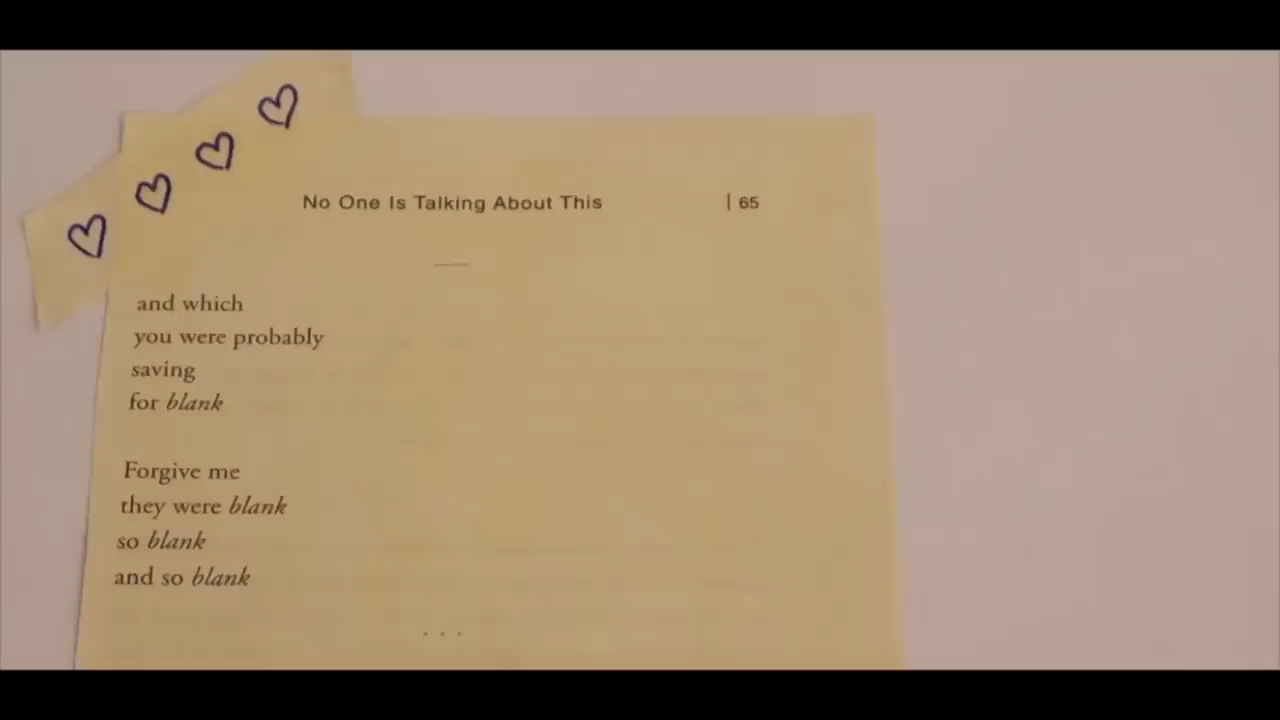 No One Is Talking About This | 65
and which
you were probably
saving
for blank
Forgive me
they were blank
so blank
and so blank
. . .